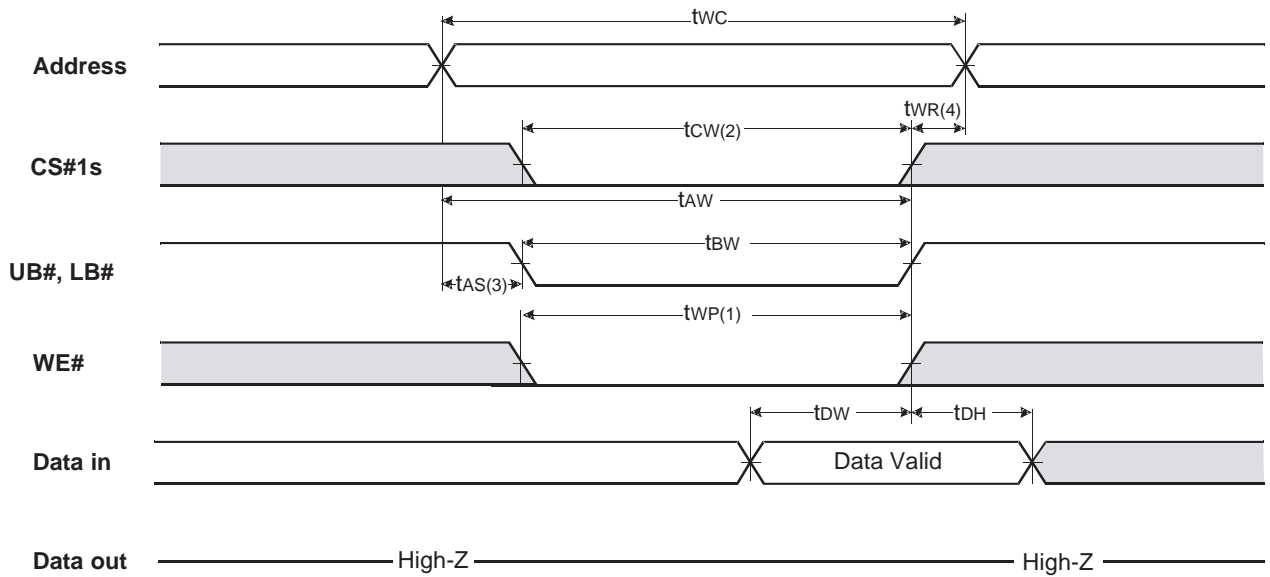 tWC
Address
tWR(4)
tCW(2)
CS#1s
tAW
tBW
UB#, LB#
tAS(3)
tWP(1)
WE#
tDW
tDH
Data in
Data Valid
Data out
High-Z
High-Z